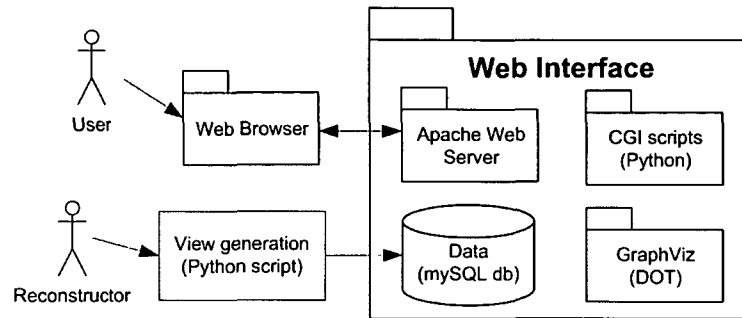 Web Interface
User
Web Browser
Apache Web
Server
CGI scripts
(Python)
Reconstructor
View generation
(Python script)
Data
(mySQL db)
GraphViz
(DOT)